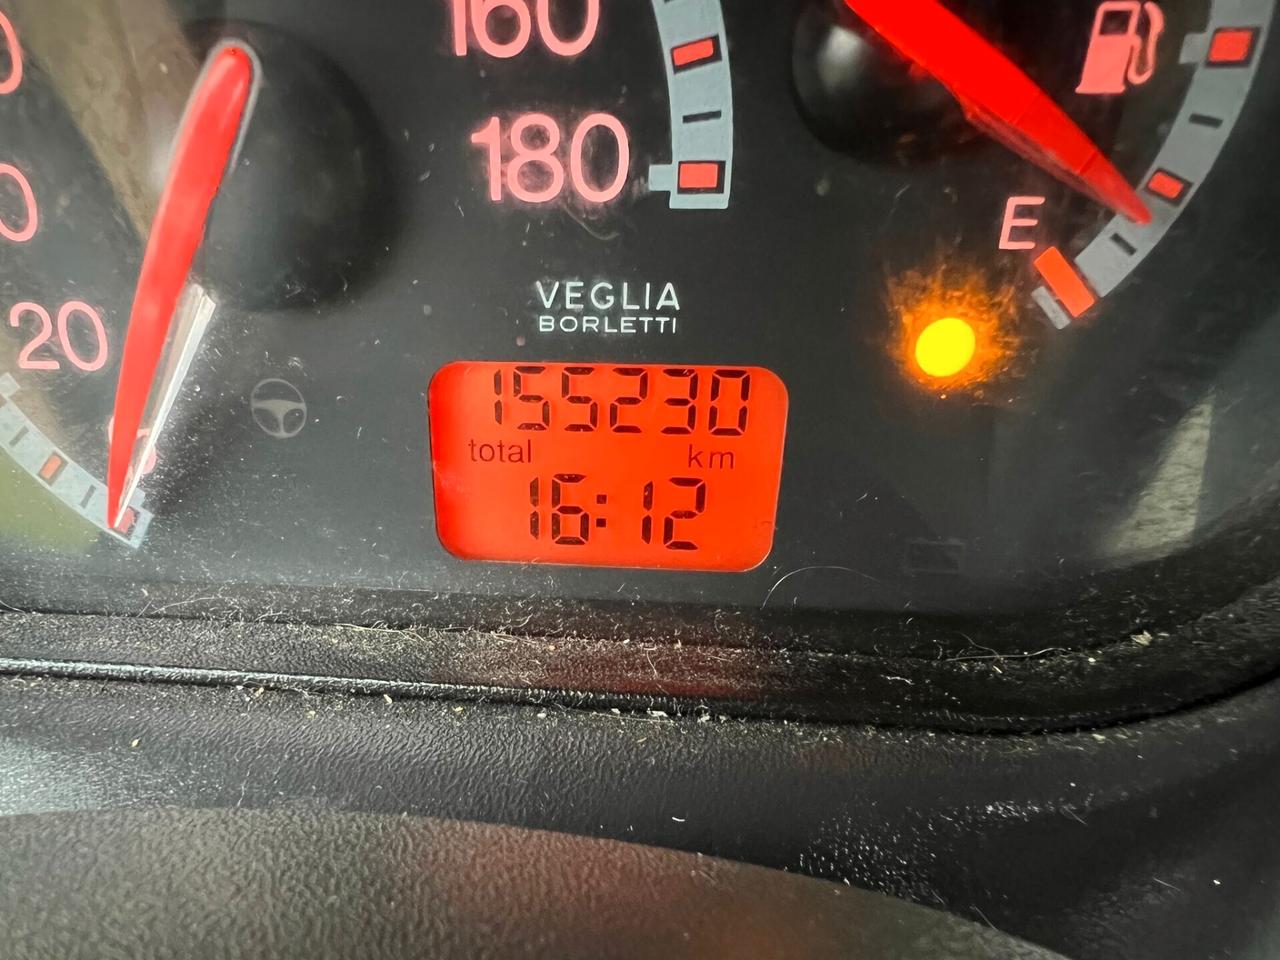 160
180
20
E
VEGLIA
BORLETTI
155230
total km
16:12